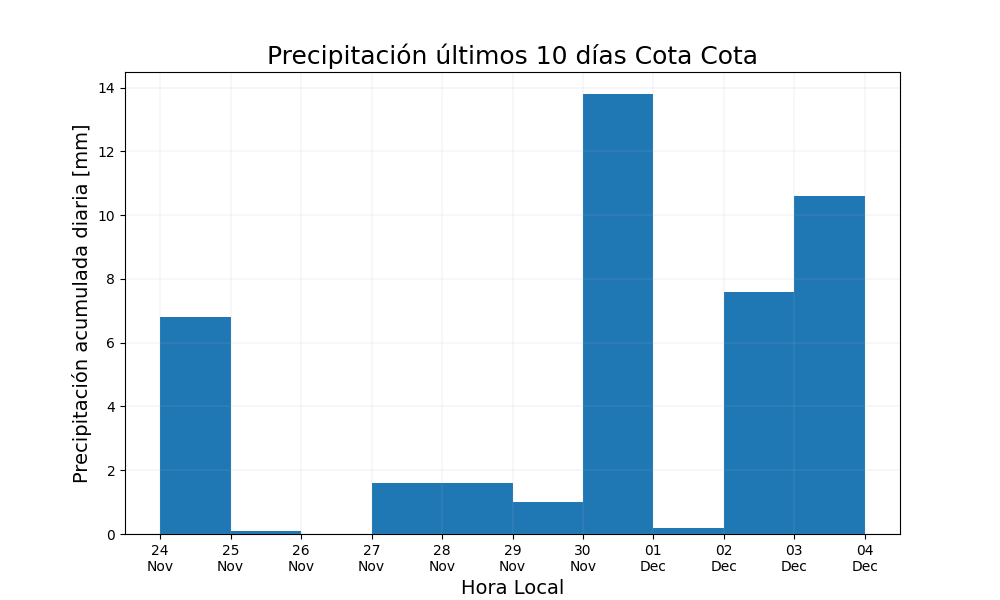 Precipitación últimos 10 días Cota Cota
Precipitación acumulada diaria [mm]
14
12
10
8
6
4
2
0
24 25 26 27 28 29 30 01 02 03 04
Nov Nov Nov Nov Nov Nov Nov Dec Dec Dec Dec
Hora Local